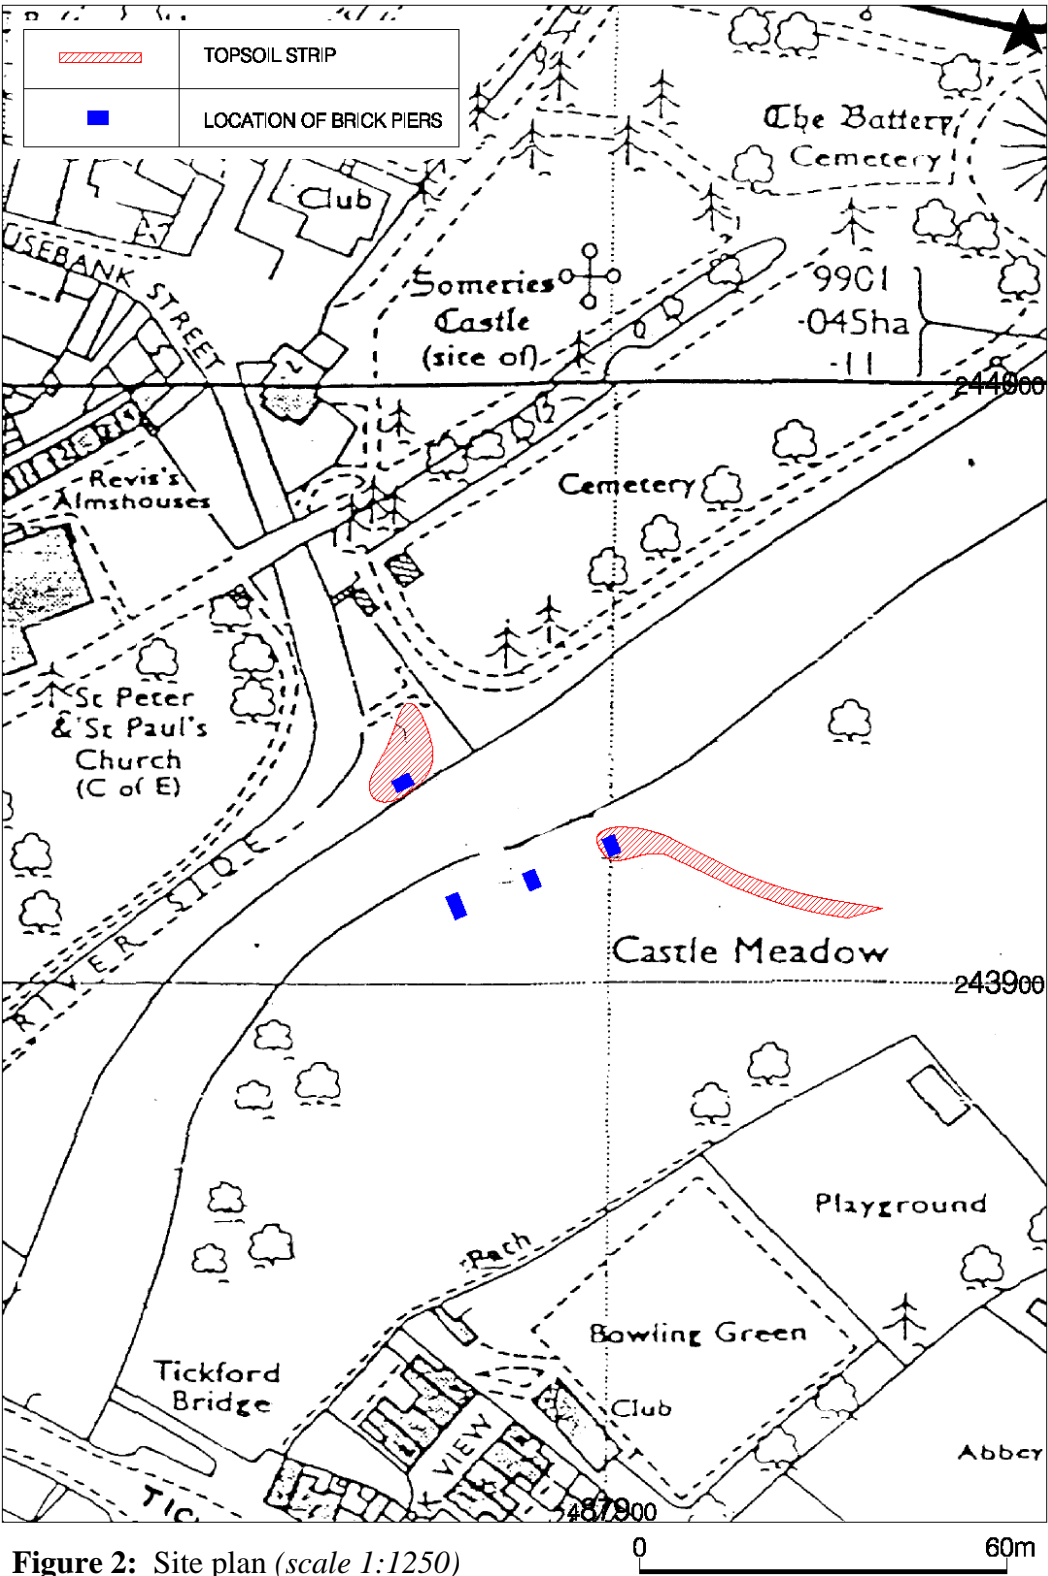 TOPSOIL STRIP
LOCATION OF BRICK PIERS
The Battery
Cemetery
Club
USEBANK STREET
Someries
Castle
(site of)
9901
·045ha
·11
244000
Revis's
Almshouses
Cemetery
St Peter
& St Paul's
Church
(C of E)
RIVER SIDE
Castle Meadow
243900
Path
Playground
Bowling Green
Tickford
Bridge
Club
VIEW
Abbey
TIC
487900
Figure 2: Site plan (scale 1:1250)
0 60m